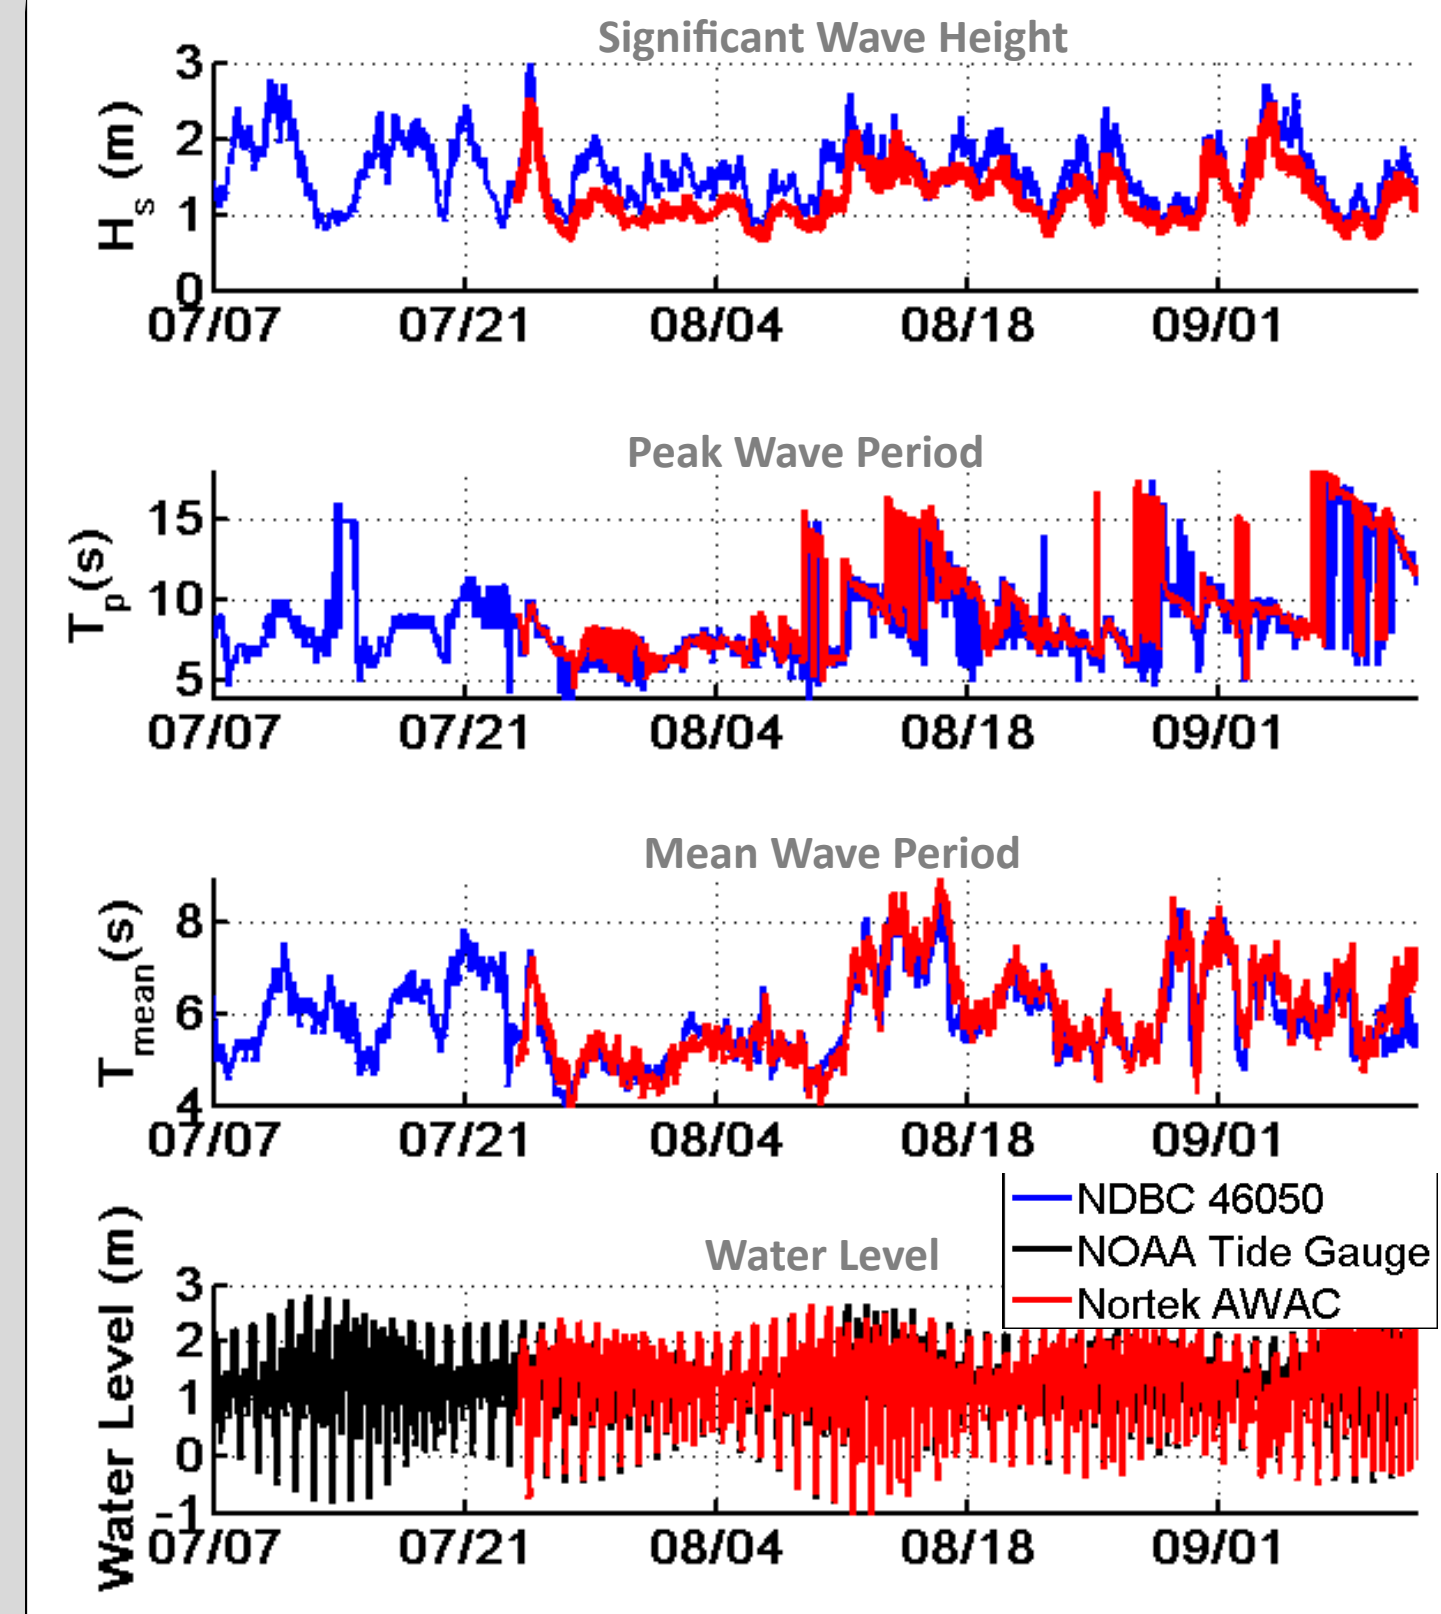 Significant Wave Height
H_s (m)
3
2
1
0
07/07 07/21 08/04 08/18 09/01
Peak Wave Period
T_p(s)
15
10
5
07/07 07/21 08/04 08/18 09/01
Mean Wave Period
T_mean(s)
8
6
4
07/07 07/21 08/04 08/18 09/01
NDBC 46050
NOAA Tide Gauge
Nortek AWAC
Water Level
Water Level (m)
3
2
1
0
-1
07/07 07/21 08/04 08/18 09/01